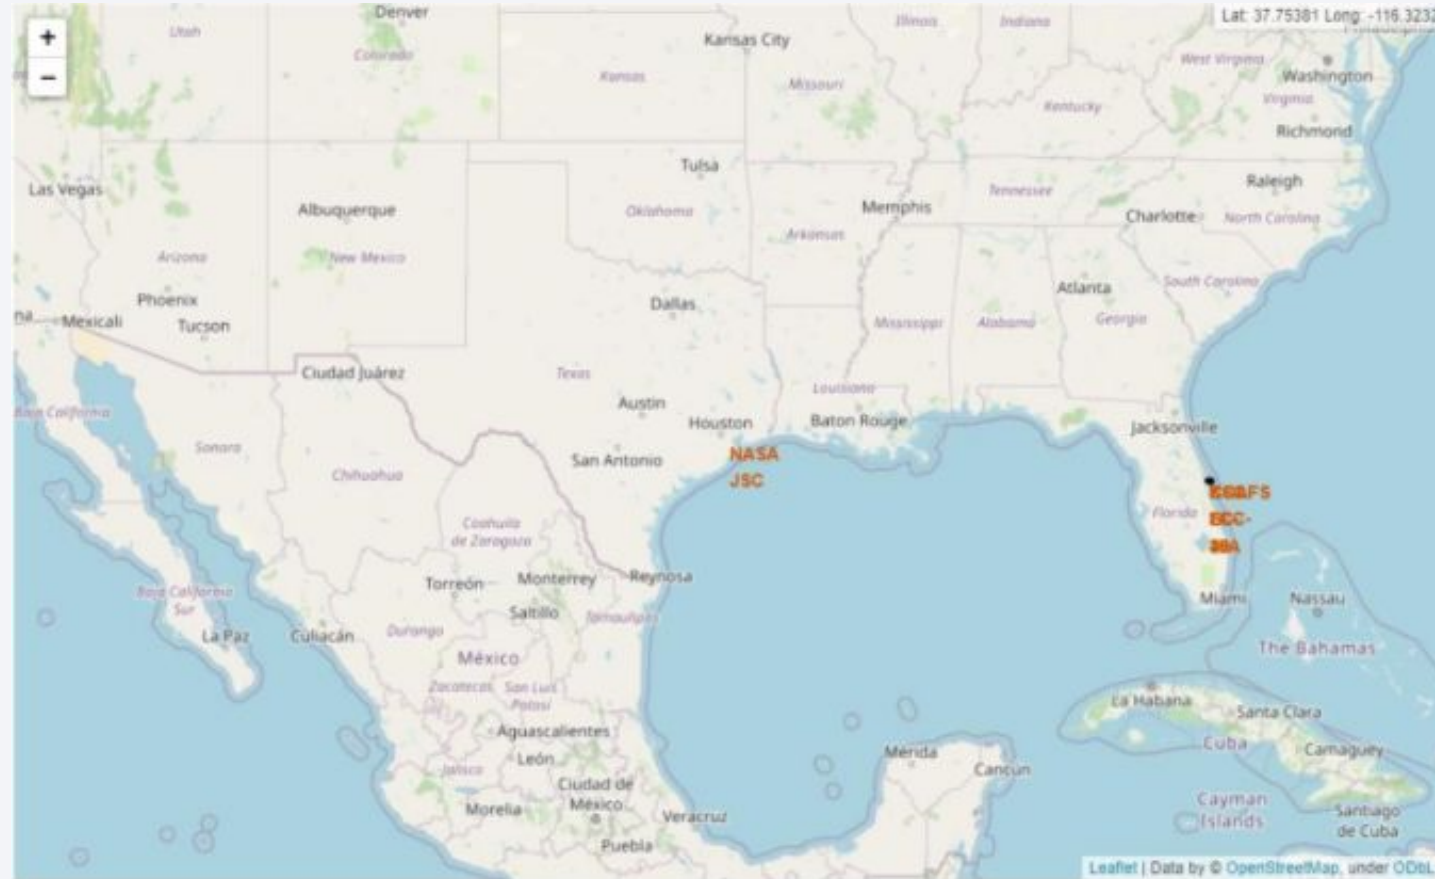 +
−
Lat: 37.75381 Long: -116.3232
Denver
Utah
Colorado
Kansas City
Kansas
Missouri
Illinois
Indiana
West Virginia
Washington
Virginia
Kentucky
Richmond
Las Vegas
Tulsa
Albuquerque
Oklahoma
Memphis
Tennessee
Raleigh
Charlotte
North Carolina
Arkansas
Arizona
New Mexico
Phoenix
Mexicali
Tucson
Dallas
Atlanta
South Carolina
Mississippi
Alabama
Georgia
Ciudad Juárez
Texas
Louisiana
Austin
Houston
Baton Rouge
Jacksonville
Baja California
Sonora
Chihuahua
San Antonio
NASA
JSC
Florida
Coahuila
de Zaragoza
Torreón
Monterrey
Reynosa
Baja California
Sur
Saltillo
Tamaulipas
Miami
Nassau
La Paz
Culiacán
Durango
México
The Bahamas
Zacatecas
San Luis
Potosí
La Habana
Santa Clara
Aguascalientes
Cuba
Camagüey
León
Jalisco
Mérida
Cancún
Ciudad de
México
Morelia
Veracruz
Cayman
Islands
Santiago
de Cuba
Puebla
Leaflet | Data by © OpenStreetMap, under ODbL